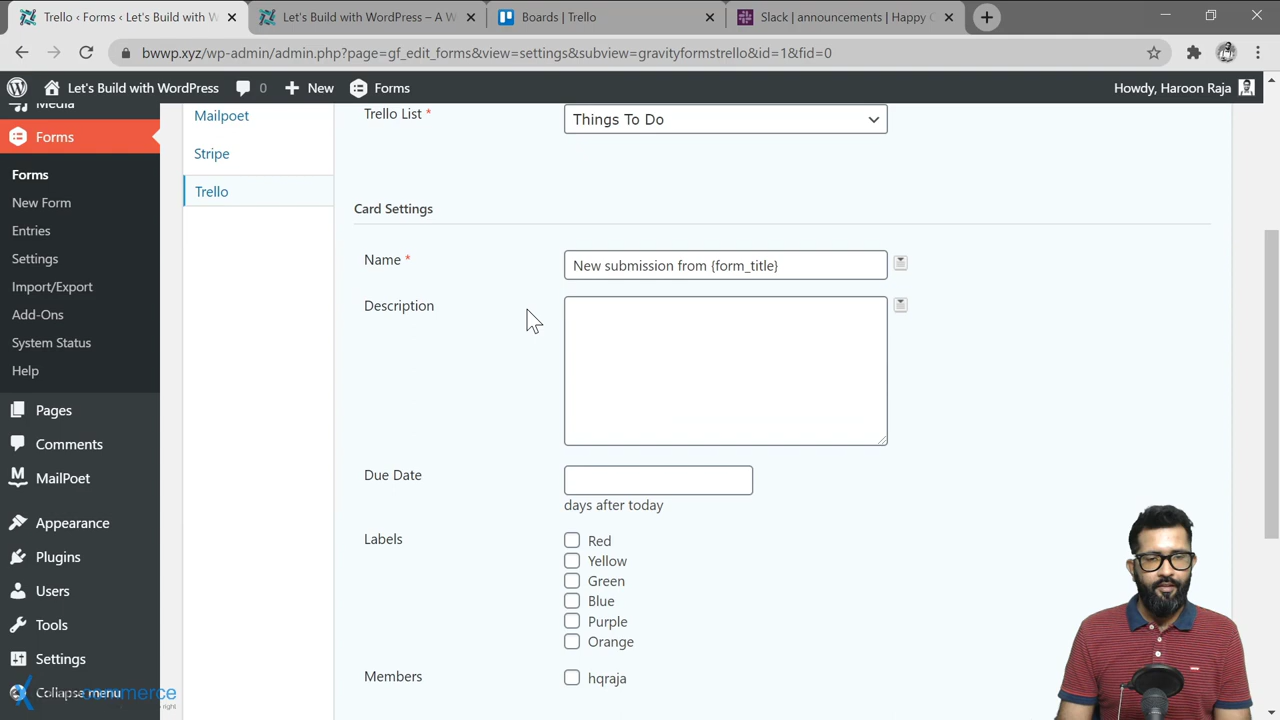 Trello ‹ Forms ‹ Let's Build with W
Let's Build with WordPress – A W
Boards | Trello
Slack | announcements | Happy C
bwwp.xyz/wp-admin/admin.php?page=gf_edit_forms&view=settings&subview=gravityformstrello&id=1&fid=0
Let's Build with WordPress
0
New
Forms
Howdy, Haroon Raja
Media
Forms
Forms
New Form
Entries
Settings
Import/Export
Add-Ons
System Status
Help
Pages
Comments
MailPoet
Appearance
Plugins
Users
Tools
Settings
Collapse menu
commerce
right
Mailpoet
Stripe
Trello
Trello List *
Things To Do
Card Settings
Name *
New submission from {form_title}
Description
Due Date
days after today
Labels
Red
Yellow
Green
Blue
Purple
Orange
Members
hqraja